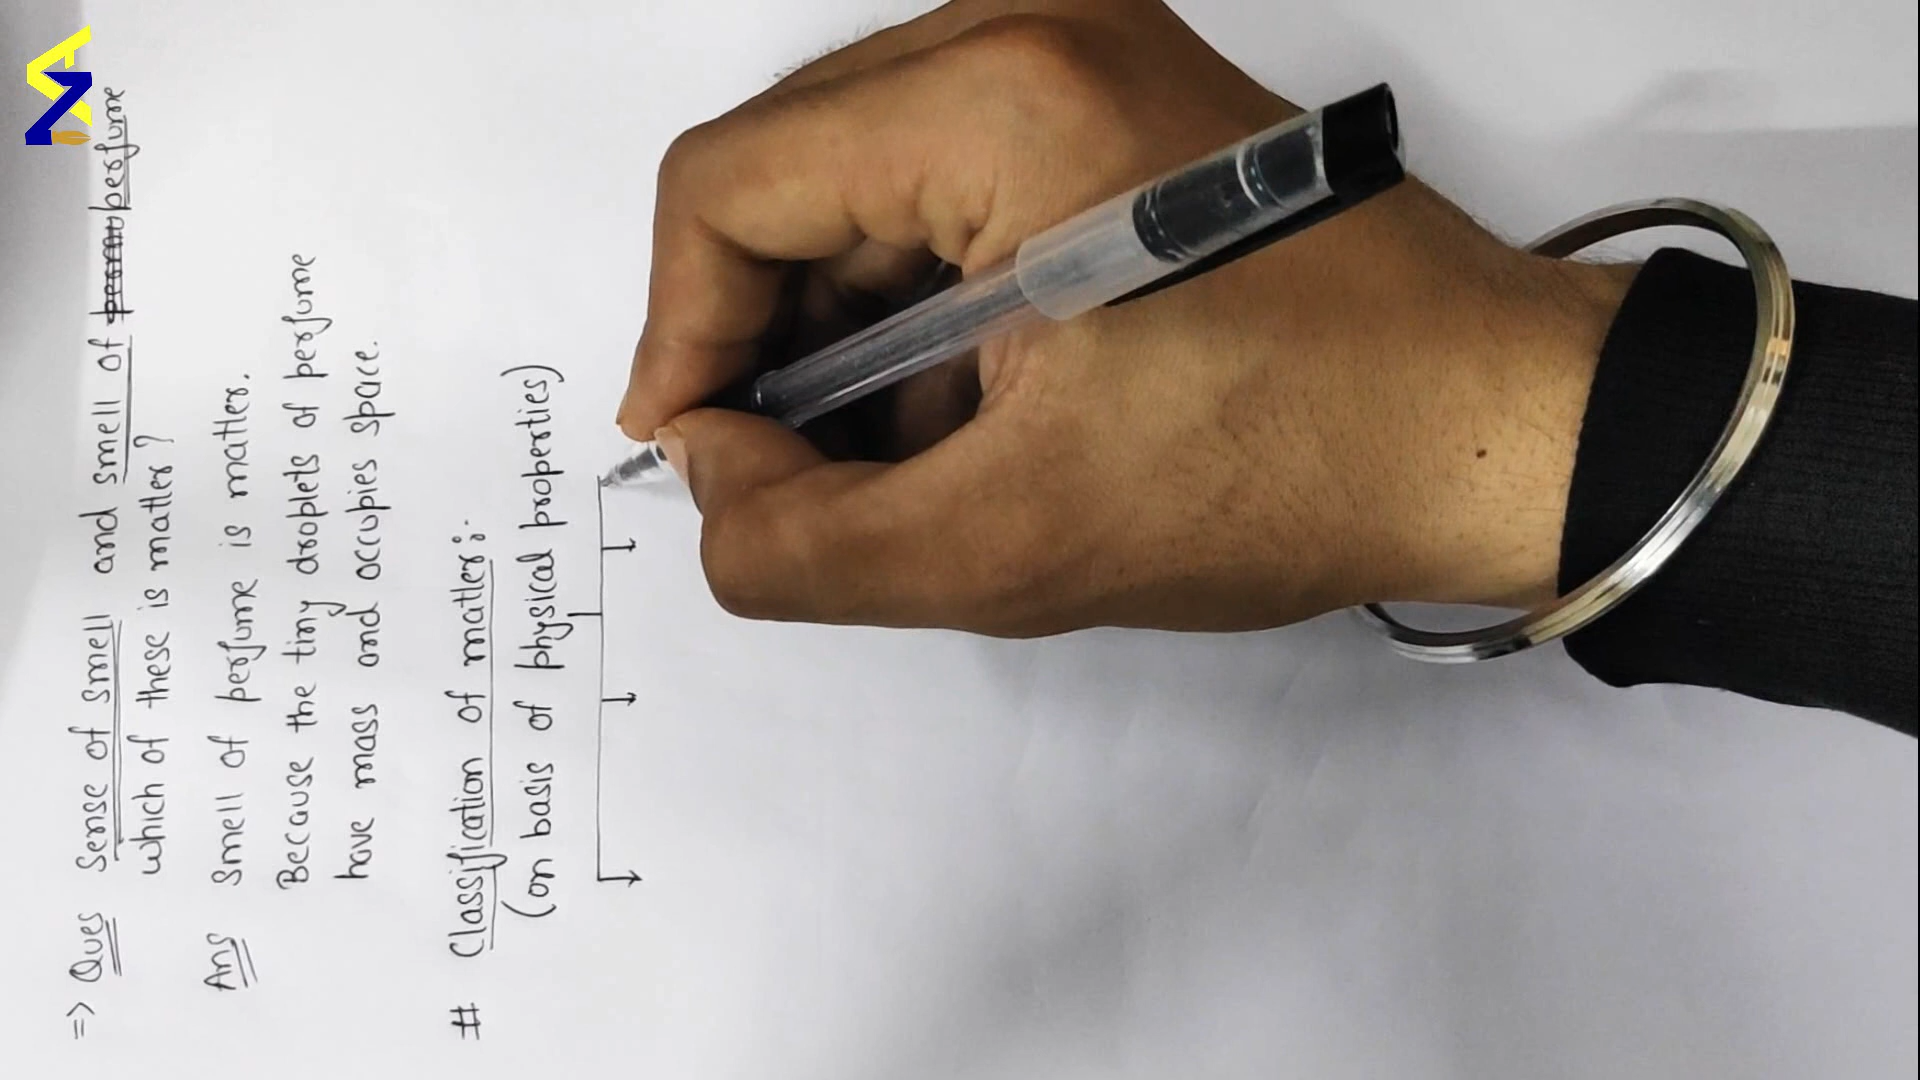 => Ques Sense of smell and smell of perfume
which of these is matter?
Ans Smell of perfume is matter.
Because the tiny droplets of perfume
have mass and occupies space.
# Classification of matter:
(on basis of physical properties)